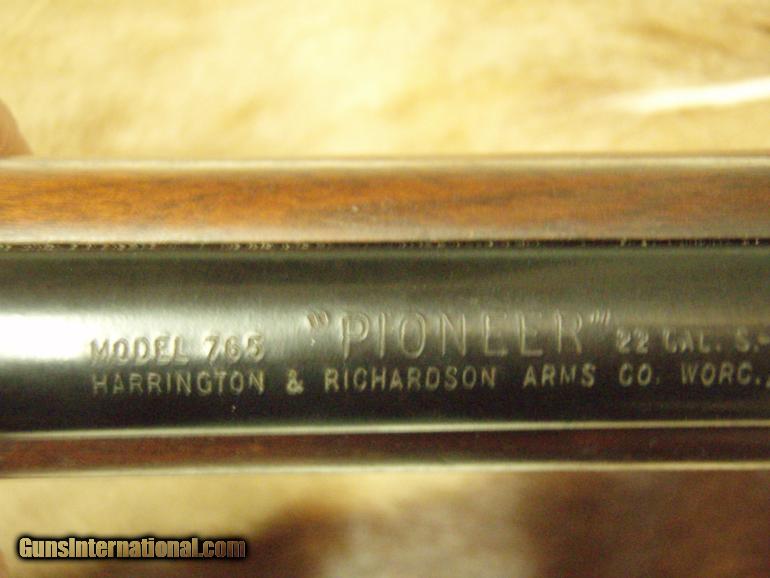 MODEL 765 "PIONEER" 22 CAL. S.-
HARRINGTON & RICHARDSON ARMS CO. WORC.,
GunsInternational.com